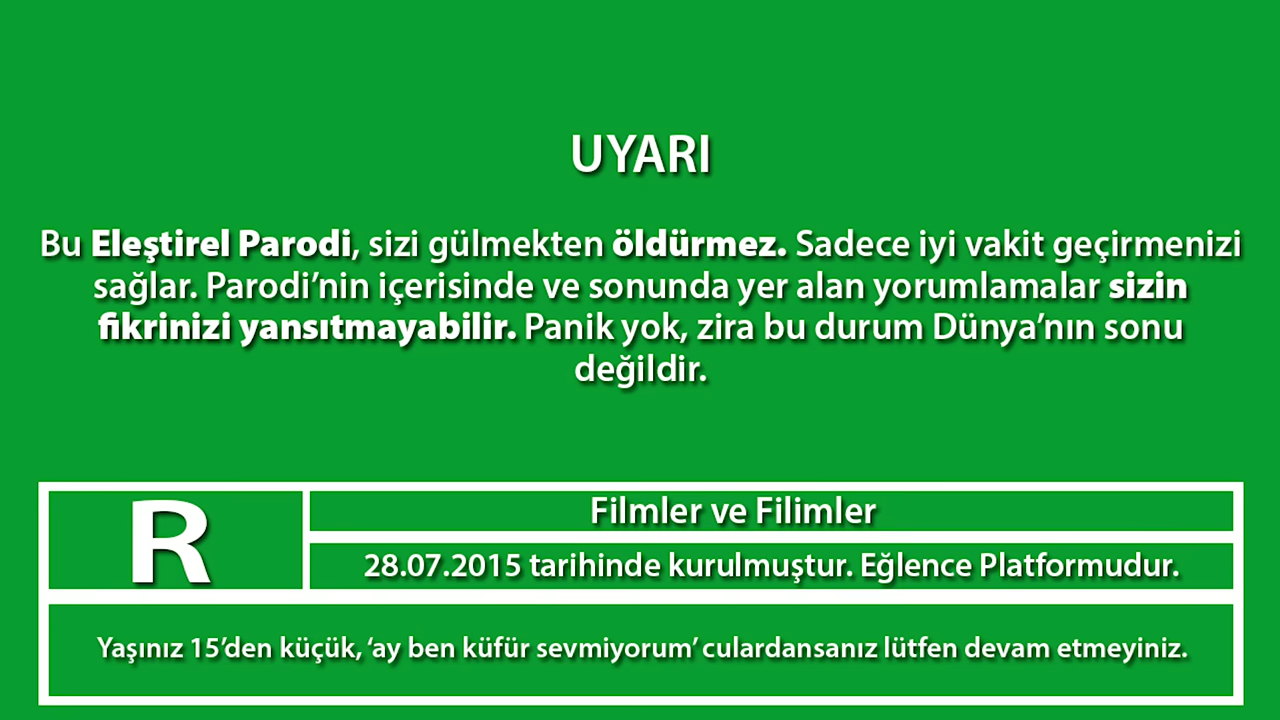 UYARI
Bu Eleştirel Parodi, sizi gülmekten öldürmez. Sadece iyi vakit geçirmenizi
sağlar. Parodi’nin içerisinde ve sonunda yer alan yorumlamalar sizin
fikrinizi yansıtmayabilir. Panik yok, zira bu durum Dünya’nın sonu
değildir.
R
Filmler ve Filimler
28.07.2015 tarihinde kurulmuştur. Eğlence Platformudur.
Yaşınız 15’den küçük, ‘ay ben küfür sevmiyorum’ culardansanız lütfen devam etmeyiniz.